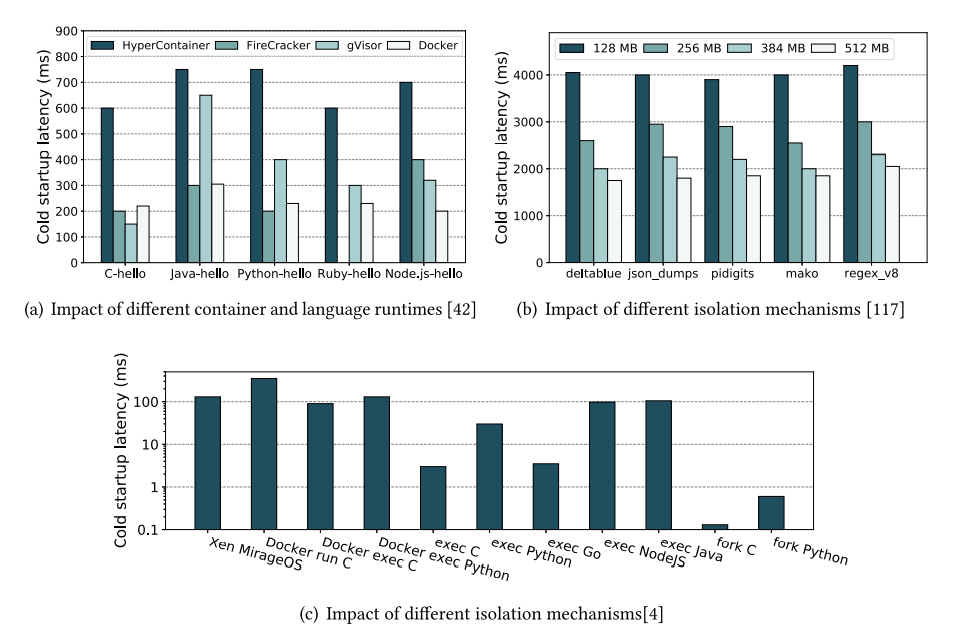 Cold startup latency (ms)
900
800
700
600
500
400
300
200
100
0
HyperContainer FireCracker gVisor Docker
C-hello Java-hello Python-hello Ruby-hello Node.js-hello
(a) Impact of different container and language runtimes [42]
Cold startup latency (ms)
4000
3000
2000
1000
0
128 MB 256 MB 384 MB 512 MB
deltablue json_dumps pidigits mako regex_v8
(b) Impact of different isolation mechanisms [117]
Cold startup latency (ms)
100
10
1
0.1
Xen MirageOS
Docker run C
Docker exec C
Docker exec Python
exec C
exec Python
exec Go
exec NodeJS
exec Java
fork C
fork Python
(c) Impact of different isolation mechanisms[4]